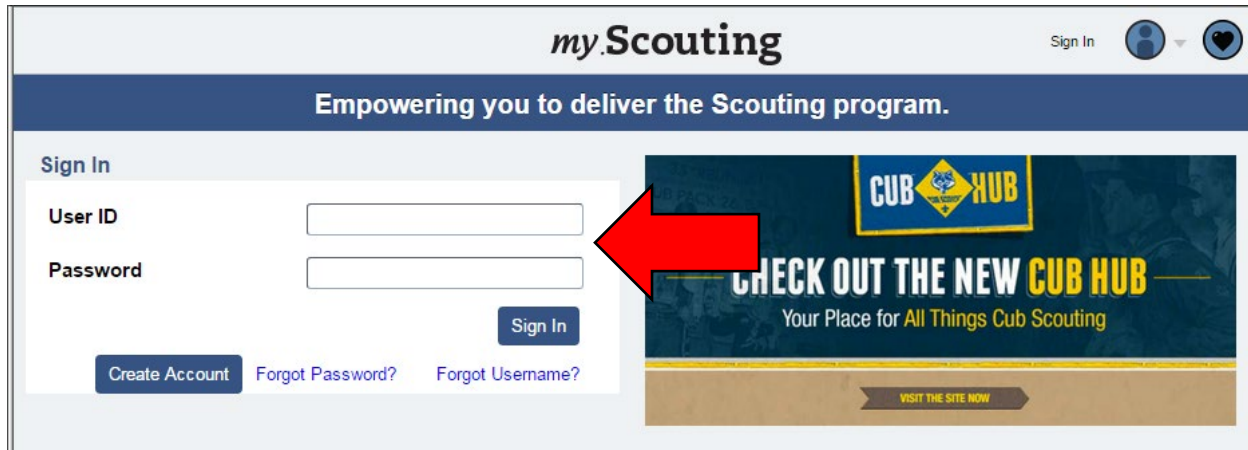 my.Scouting
Sign In
Empowering you to deliver the Scouting program.
Sign In
User ID
Password
Sign In
Create Account Forgot Password? Forgot Username?
CUB HUB
CUB SCOUTS
CHECK OUT THE NEW CUB HUB
Your Place for All Things Cub Scouting
VISIT THE SITE NOW